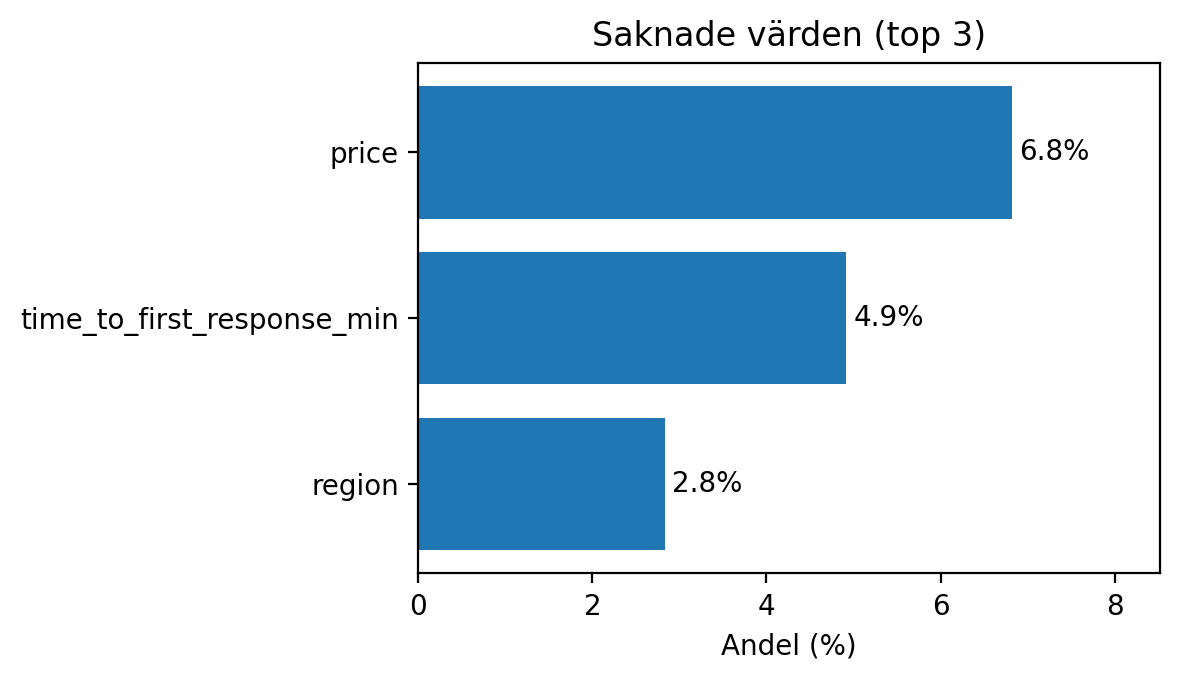 Saknade värden (top 3)
price
6.8%
time_to_first_response_min
4.9%
region
2.8%
0 2 4 6 8
Andel (%)